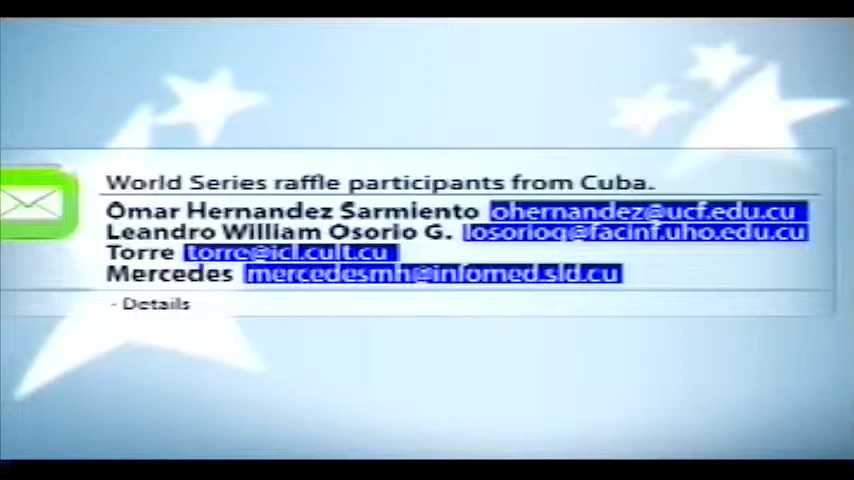 World Series raffle participants from Cuba.
Omar Hernandez Sarmiento ohernandez@ucf.edu.cu
Leandro William Osorio G. losoriog@facinf.uho.edu.cu
Torre torre@icl.cult.cu
Mercedes mercedesmh@infomed.sld.cu
- Details